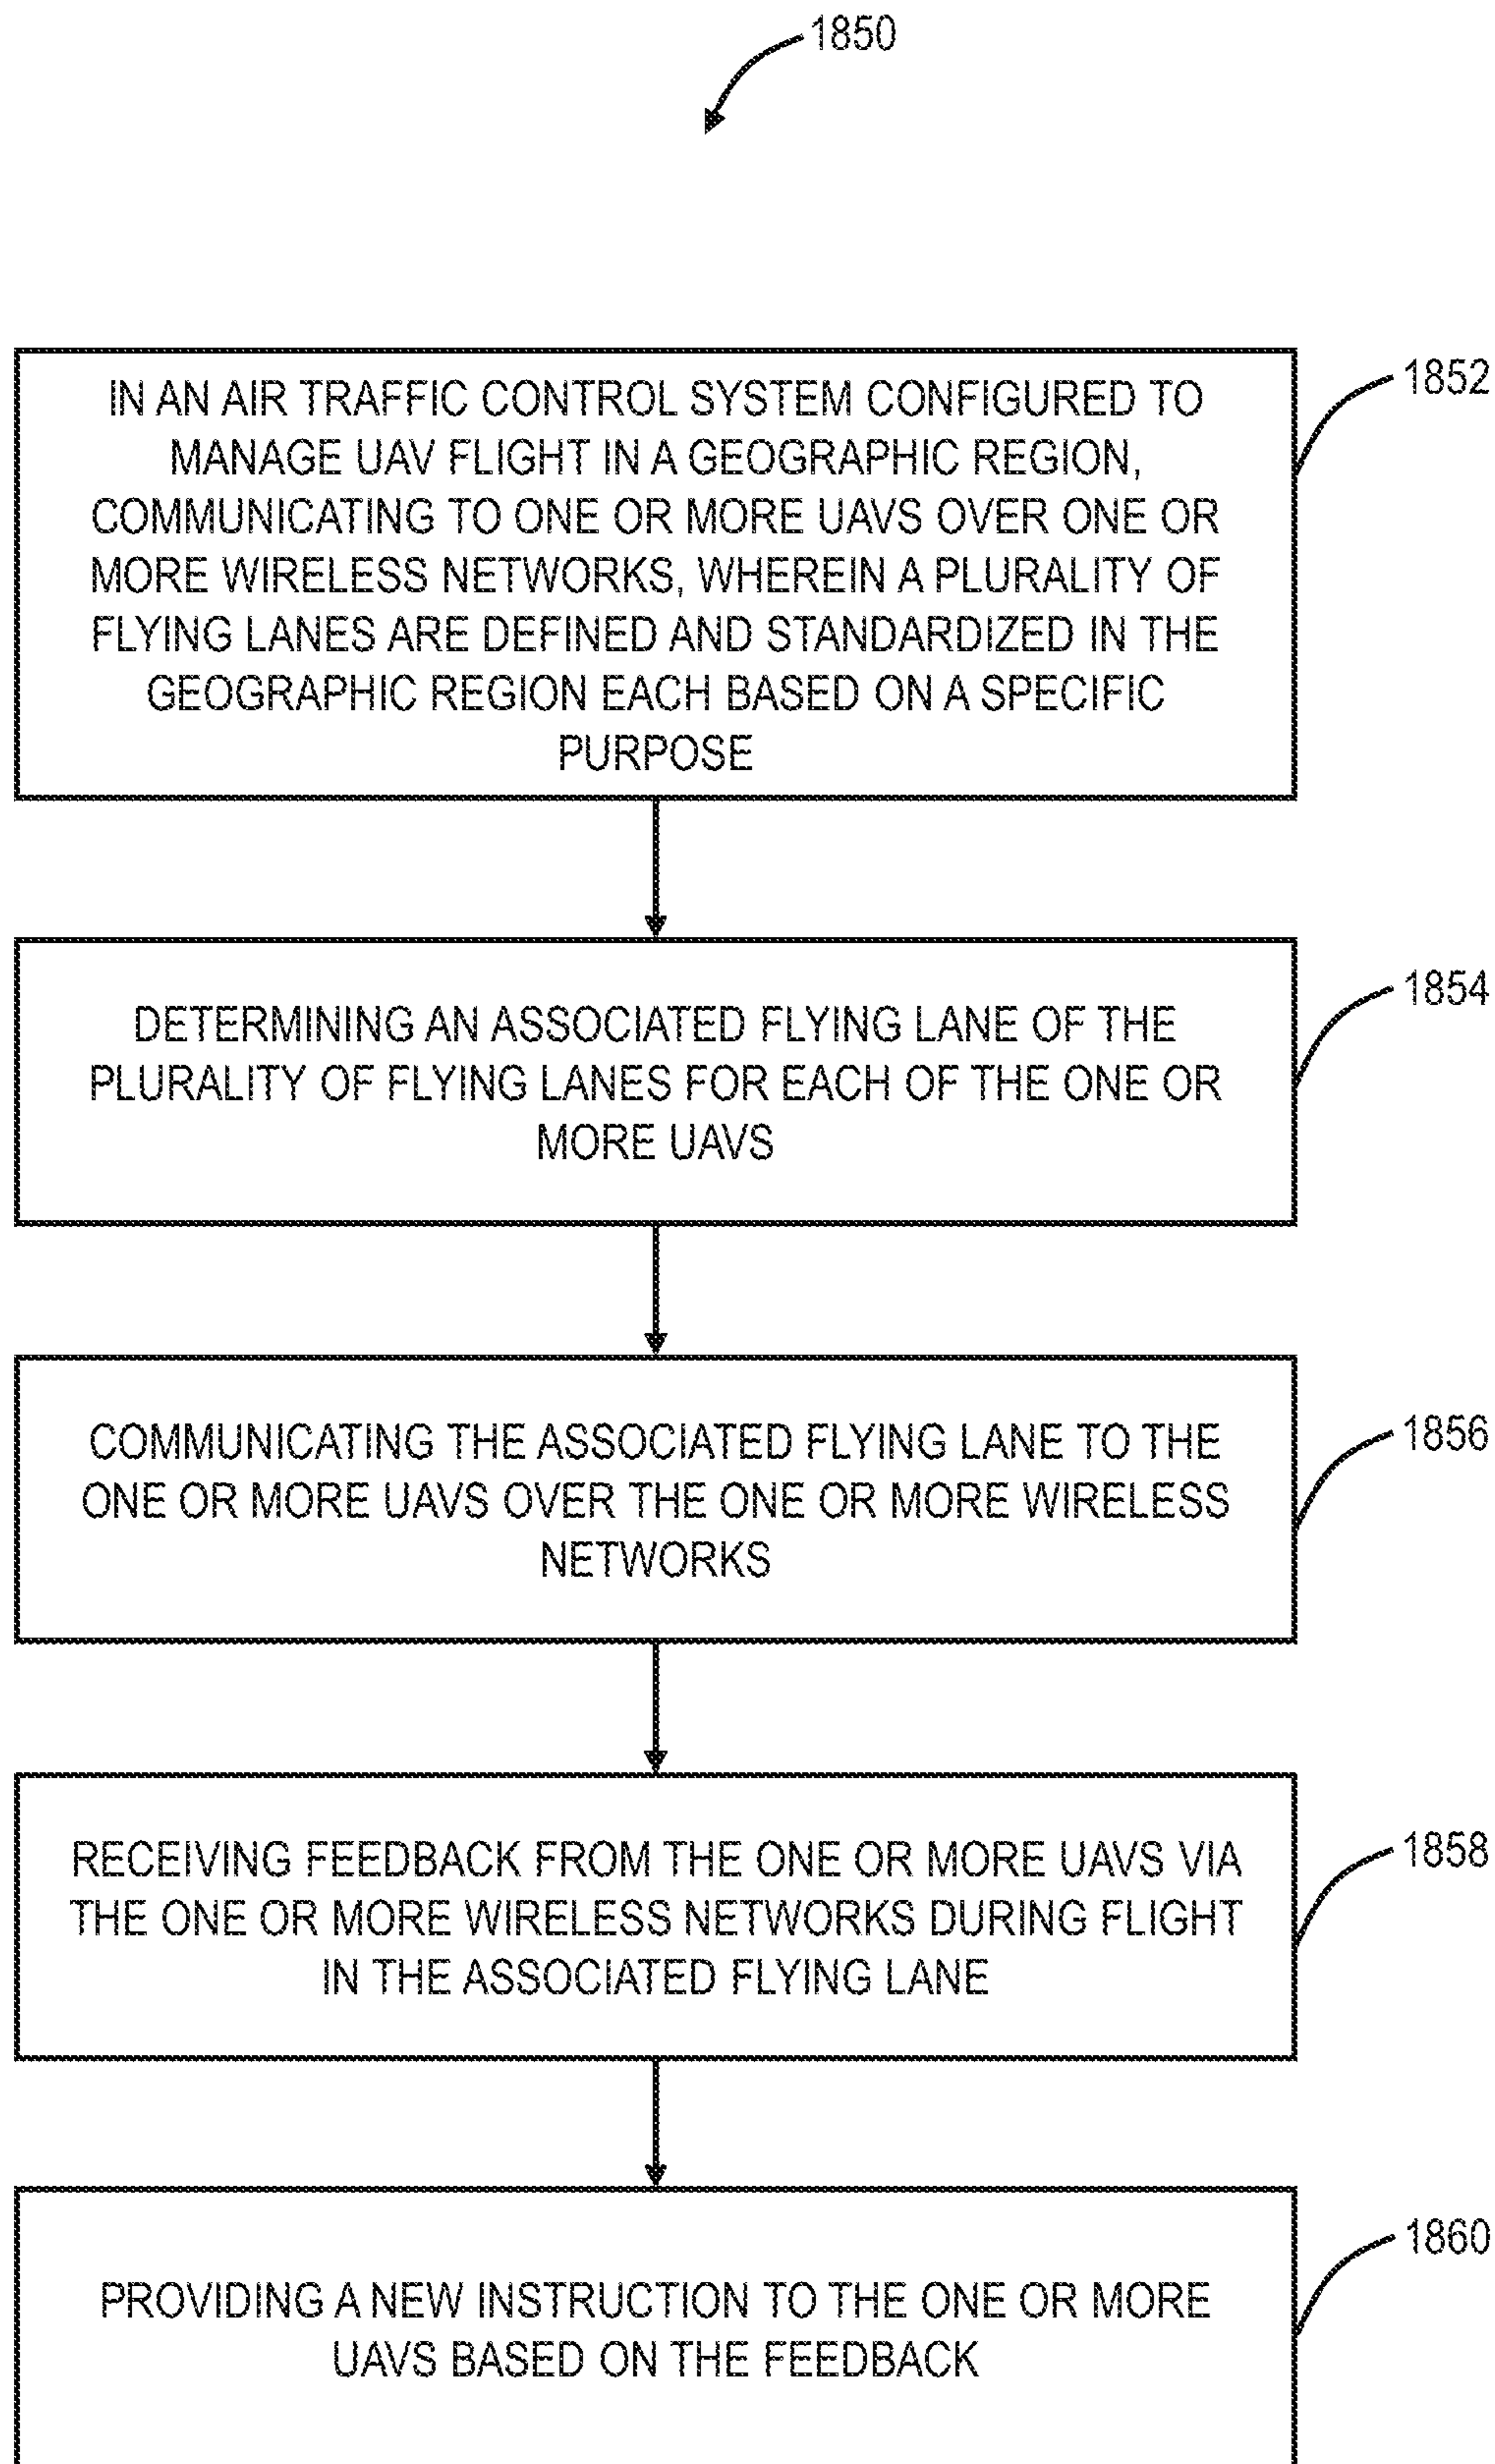 1850
IN AN AIR TRAFFIC CONTROL SYSTEM CONFIGURED TO
MANAGE UAV FLIGHT IN A GEOGRAPHIC REGION,
COMMUNICATING TO ONE OR MORE UAVS OVER ONE OR
MORE WIRELESS NETWORKS, WHEREIN A PLURALITY OF
FLYING LANES ARE DEFINED AND STANDARDIZED IN THE
GEOGRAPHIC REGION EACH BASED ON A SPECIFIC
PURPOSE
1852
DETERMINING AN ASSOCIATED FLYING LANE OF THE
PLURALITY OF FLYING LANES FOR EACH OF THE ONE OR
MORE UAVS
1854
COMMUNICATING THE ASSOCIATED FLYING LANE TO THE
ONE OR MORE UAVS OVER THE ONE OR MORE WIRELESS
NETWORKS
1856
RECEIVING FEEDBACK FROM THE ONE OR MORE UAVS VIA
THE ONE OR MORE WIRELESS NETWORKS DURING FLIGHT
IN THE ASSOCIATED FLYING LANE
1858
PROVIDING A NEW INSTRUCTION TO THE ONE OR MORE
UAVS BASED ON THE FEEDBACK
1860